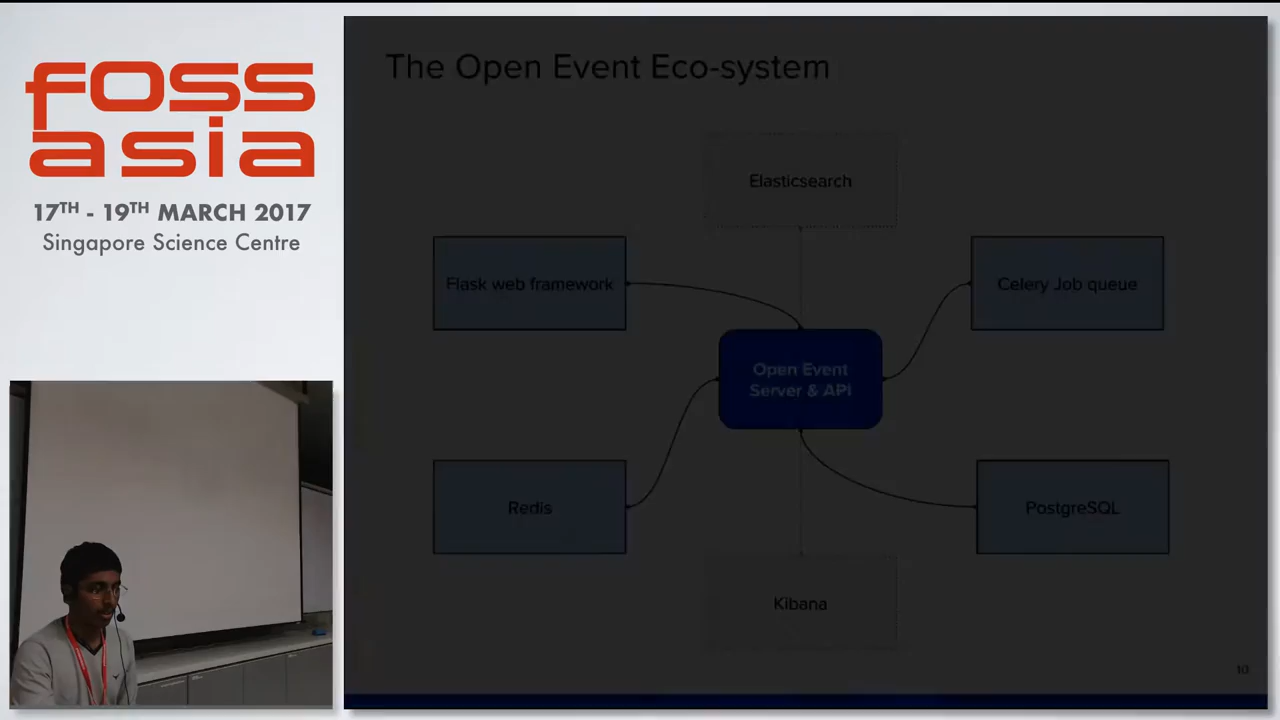 foss
asia
17TH - 19TH MARCH 2017
Singapore Science Centre
The Open Event Eco-system
Elasticsearch
Flask web framework
Celery Job queue
Open Event
Server & API
Redis
PostgreSQL
Kibana
10